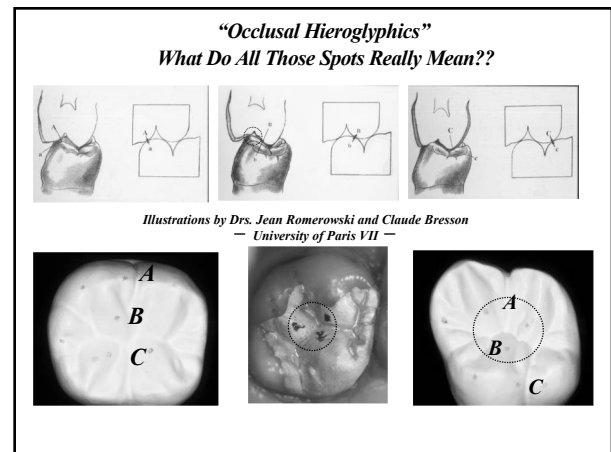 “Occlusal Hieroglyphics”
What Do All Those Spots Really Mean??
A
a
A
a
B
b
B
b
C
c
C
c
Illustrations by Drs. Jean Romerowski and Claude Bresson
— University of Paris VII —
A
B
C
A
B
C